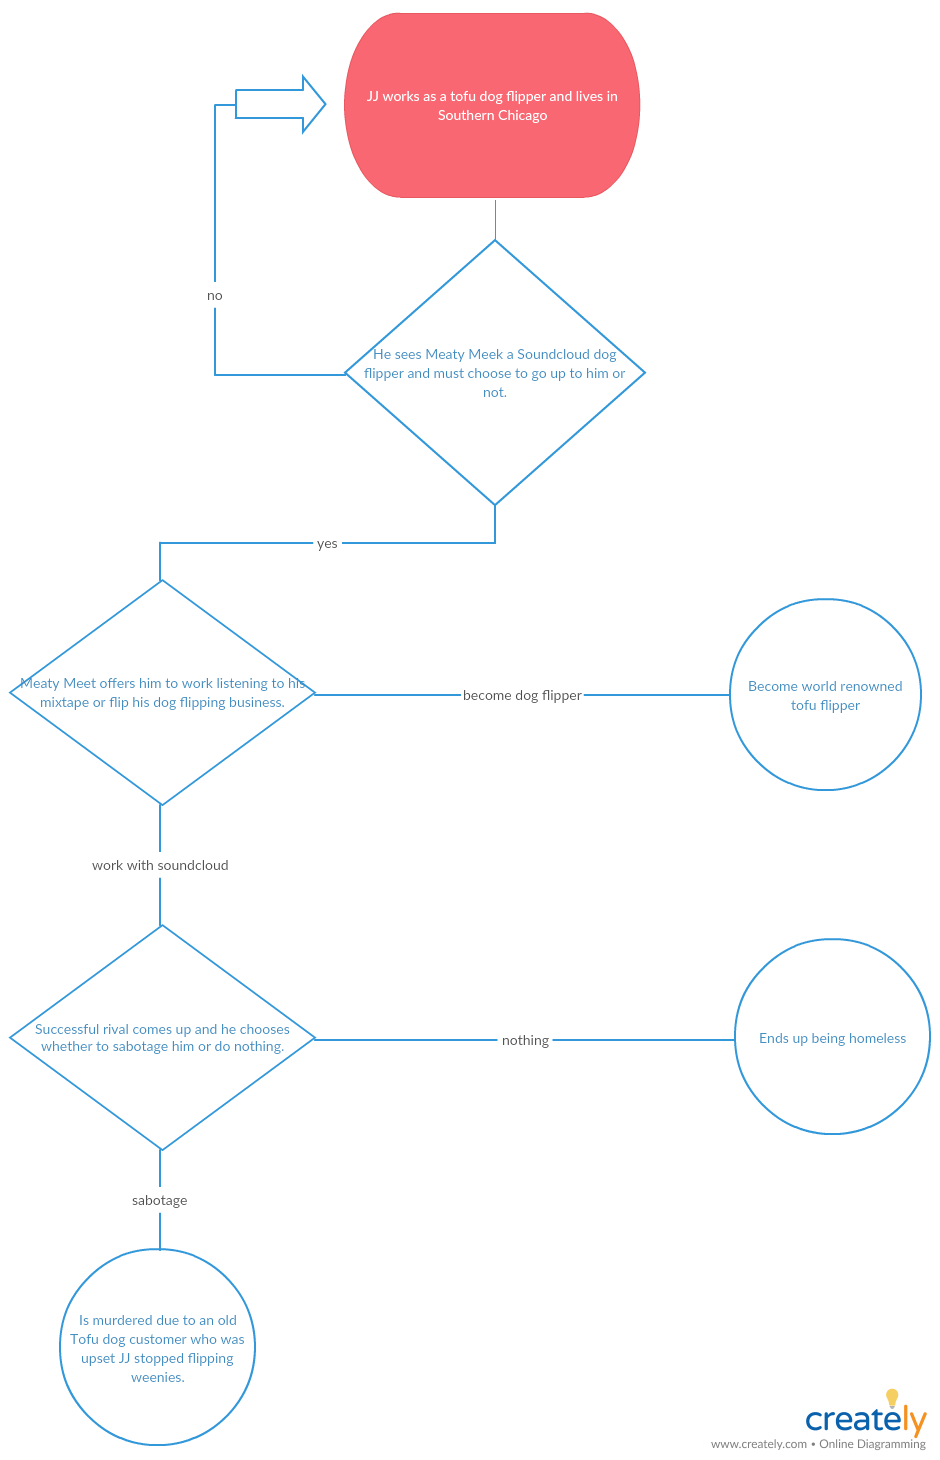 JJ works as a tofu dog flipper and lives in
Southern Chicago
no
He sees Meaty Meek a Soundcloud dog
flipper and must choose to go up to him or
not.
yes
Meaty Meet offers him to work listening to his
mixtape or flip his dog flipping business.
become dog flipper
Become world renowned
tofu flipper
work with soundcloud
Successful rival comes up and he chooses
whether to sabotage him or do nothing.
nothing
Ends up being homeless
sabotage
Is murdered due to an old
Tofu dog customer who was
upset JJ stopped flipping
weenies.
creately
www.creately.com • Online Diagramming